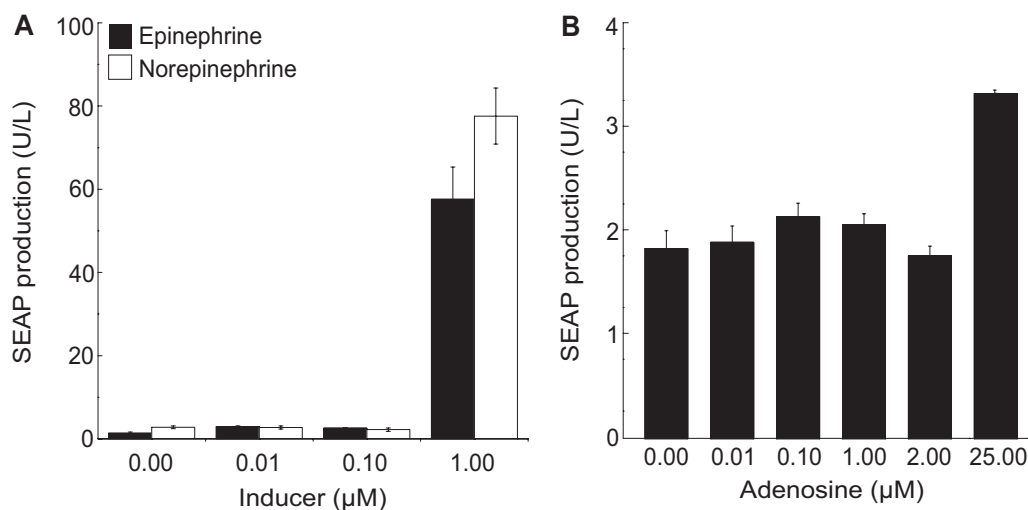 A
Epinephrine
Norepinephrine
SEAP production (U/L)
100
80
60
40
20
0
0.00 0.01 0.10 1.00
Inducer (µM)
B
SEAP production (U/L)
4
3
2
1
0
0.00 0.01 0.10 1.00 2.00 25.00
Adenosine (µM)